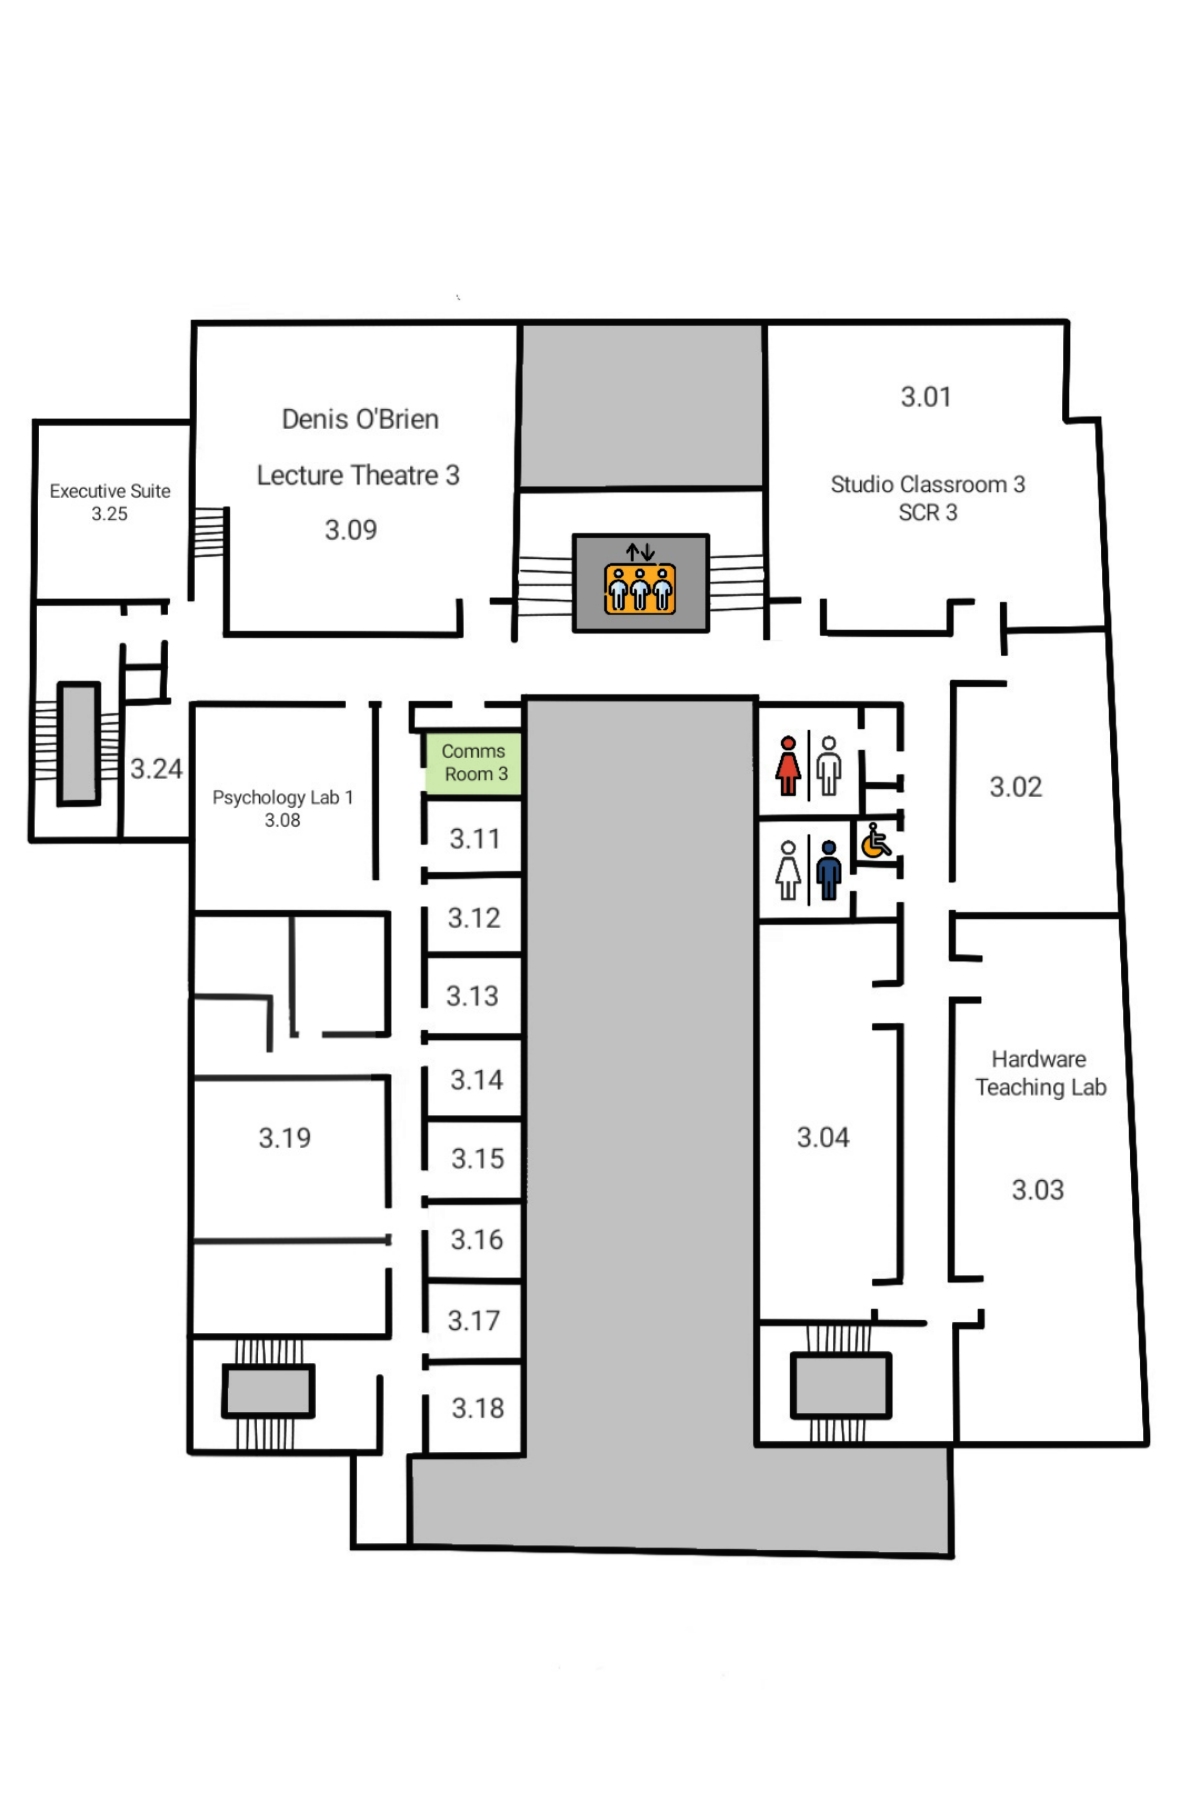 Denis O'Brien
Lecture Theatre 3
3.09
3.01
Studio Classroom 3
SCR 3
Executive Suite
3.25
3.24
Psychology Lab 1
3.08
Comms
Room 3
3.11
3.12
3.13
3.14
3.15
3.16
3.17
3.18
3.19
3.02
3.04
Hardware
Teaching Lab
3.03